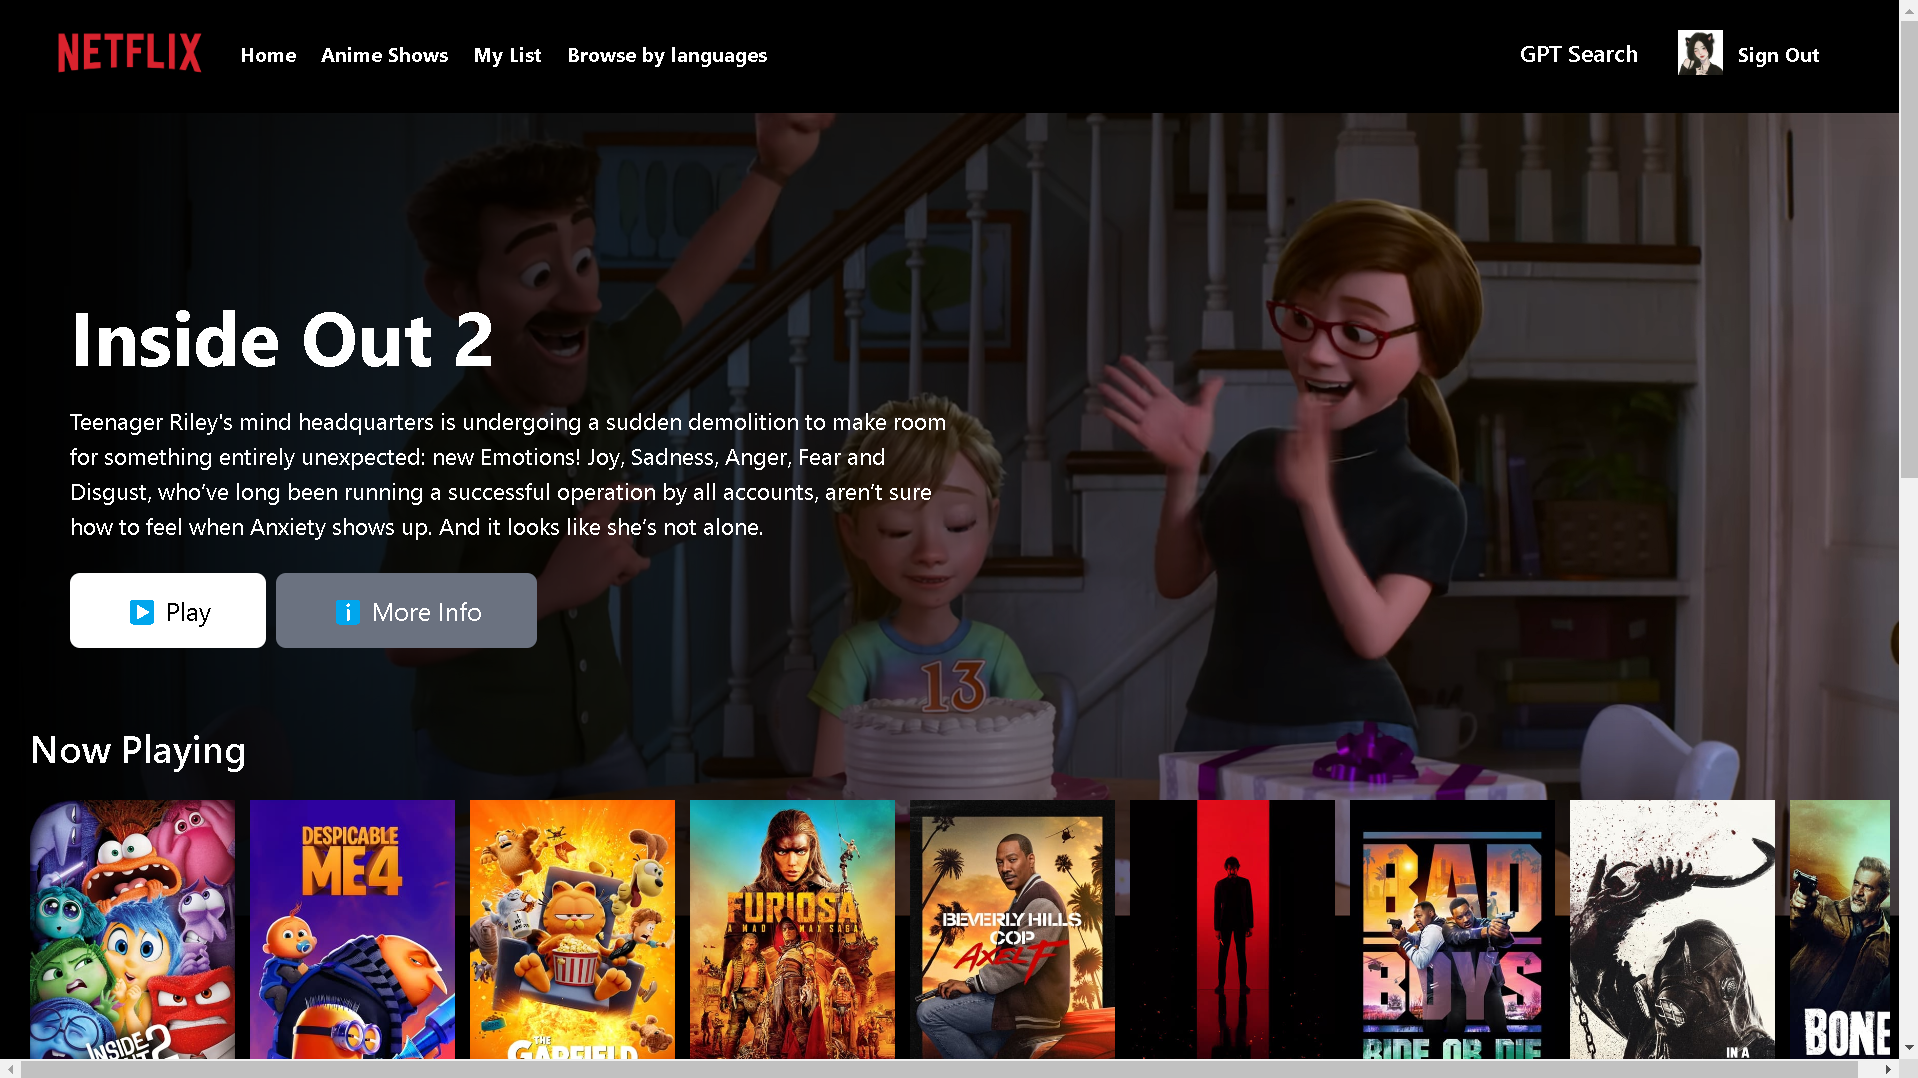 NETFLIX
Home
Anime Shows
My List
Browse by languages
GPT Search
Sign Out
Inside Out 2
Teenager Riley's mind headquarters is undergoing a sudden demolition to make room
for something entirely unexpected: new Emotions! Joy, Sadness, Anger, Fear and
Disgust, who’ve long been running a successful operation by all accounts, aren’t sure
how to feel when Anxiety shows up. And it looks like she’s not alone.
Play
More Info
13
Now Playing
INSIDE
OUT 2
DESPICABLE
ME4
THE
GARFIELD
FURIOSA
A MAD MAX SAGA
BEVERLY HILLS
COP
AXEL F
BAD
BOYS
RIDE OR DIE
IN A
BONE